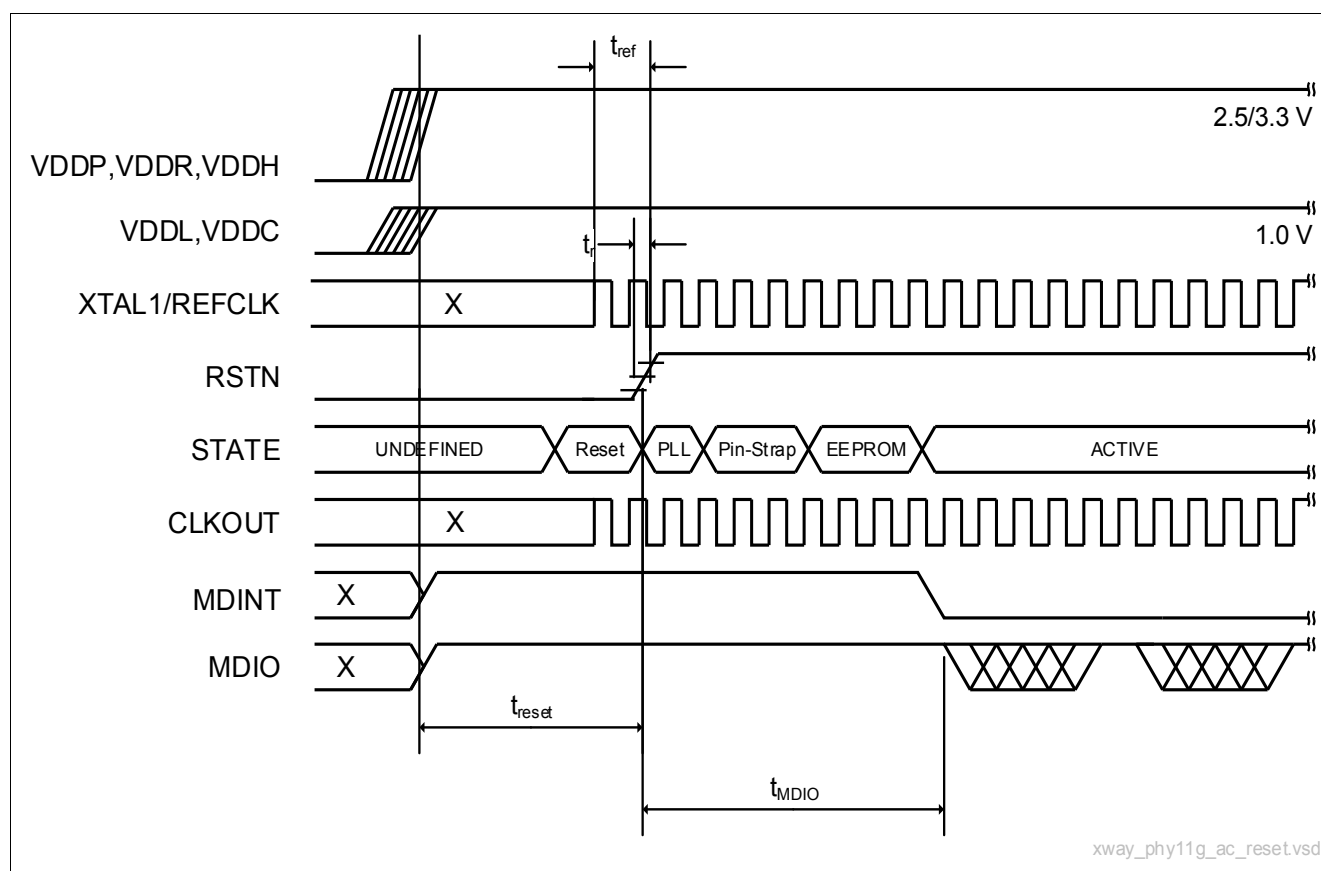 tref
2.5/3.3 V
VDDP,VDDR,VDDH
VDDL,VDDC
1.0 V
tr
XTAL1/REFCLK
X
RSTN
STATE
UNDEFINED
Reset
PLL
Pin-Strap
EEPROM
ACTIVE
CLKOUT
X
MDINT
X
MDIO
X
treset
tMDIO
xway_phy11g_ac_reset.vsd